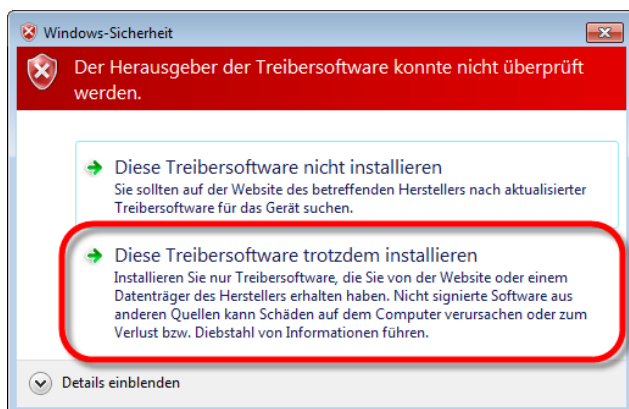 Windows-Sicherheit
Der Herausgeber der Treibersoftware konnte nicht überprüft
werden.
Diese Treibersoftware nicht installieren
Sie sollten auf der Website des betreffenden Herstellers nach aktualisierter
Treibersoftware für das Gerät suchen.
Diese Treibersoftware trotzdem installieren
Installieren Sie nur Treibersoftware, die Sie von der Website oder einem
Datenträger des Herstellers erhalten haben. Nicht signierte Software aus
anderen Quellen kann Schäden auf dem Computer verursachen oder zum
Verlust bzw. Diebstahl von Informationen führen.
Details einblenden